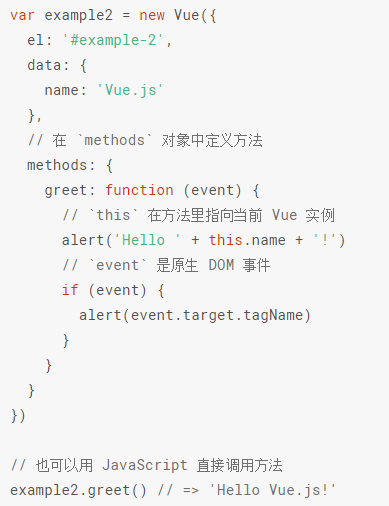 var example2 = new Vue({
  el: '#example-2',
  data: {
    name: 'Vue.js'
  },
  // 在 `methods` 对象中定义方法
  methods: {
    greet: function (event) {
      // `this` 在方法里指向当前 Vue 实例
      alert('Hello ' + this.name + '!')
      // `event` 是原生 DOM 事件
      if (event) {
        alert(event.target.tagName)
      }
    }
  }
})

// 也可以用 JavaScript 直接调用方法
example2.greet() // => 'Hello Vue.js!'